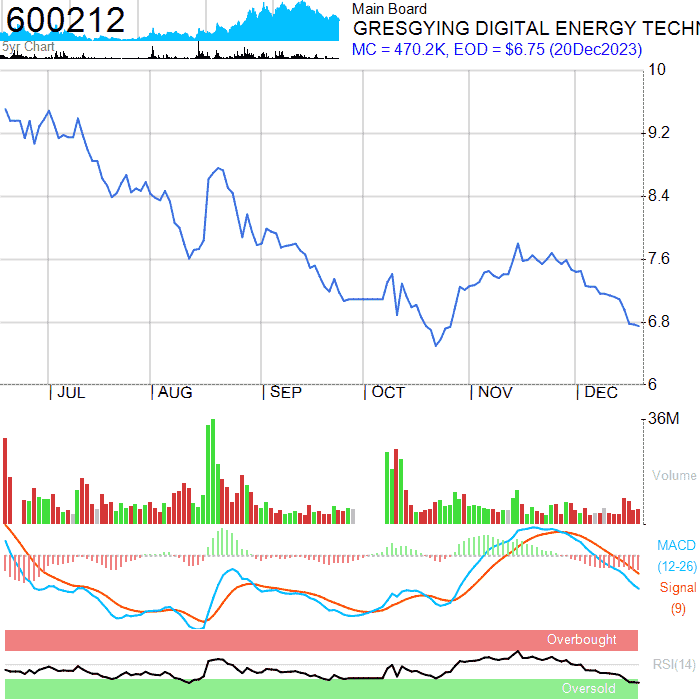 600212
5yr Chart
Main Board
GRESGYING DIGITAL ENERGY TECHN
MC = 470.2K, EOD = $6.75 (20Dec2023)
10
9.2
8.4
7.6
6.8
6
JUL
AUG
SEP
OCT
NOV
DEC
36M
Volume
MACD
(12-26)
Signal
(9)
Overbought
RSI(14)
Oversold